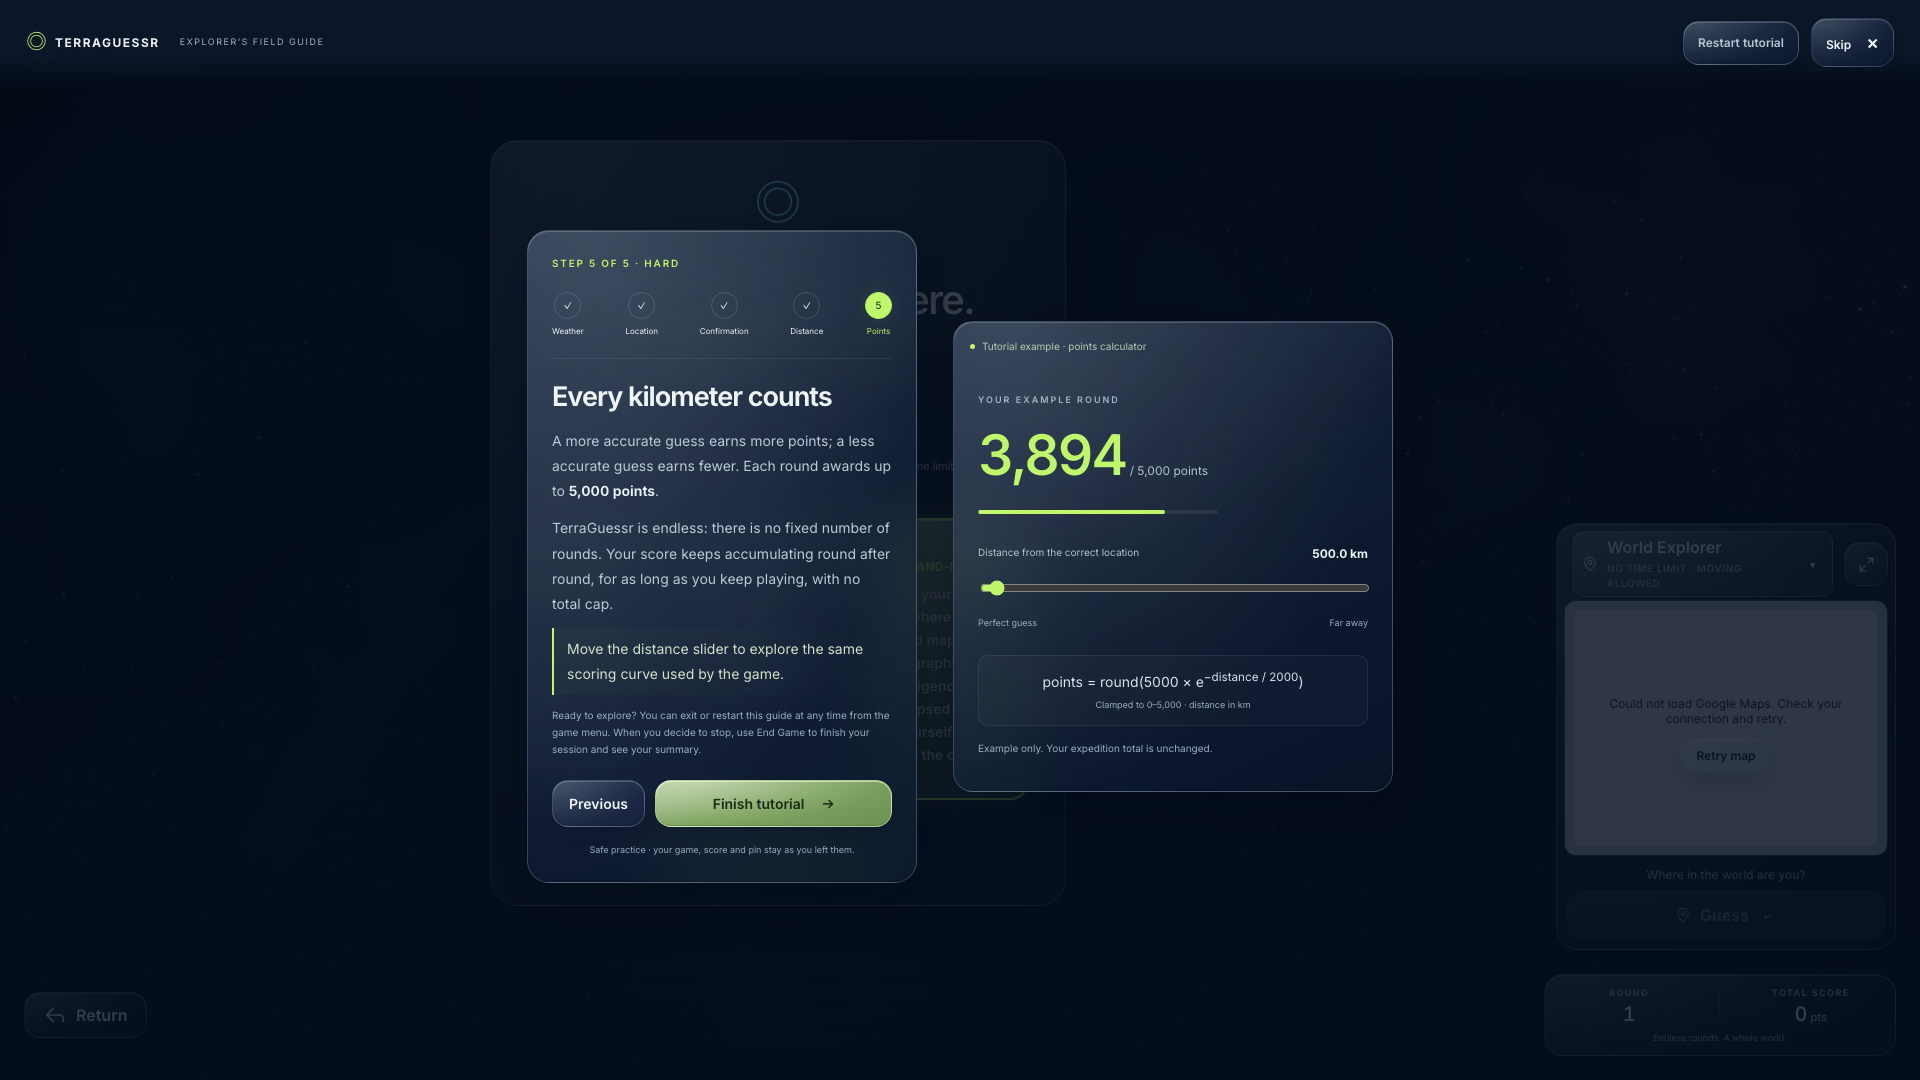 TERRAGUESSR
EXPLORER'S FIELD GUIDE
Restart tutorial
Skip ✕
ere.
STEP 5 OF 5 · HARD
✓ ✓ ✓ ✓ 5
Weather Location Confirmation Distance Points
Every kilometer counts
A more accurate guess earns more points; a less
accurate guess earns fewer. Each round awards up
to 5,000 points.
TerraGuessr is endless: there is no fixed number of
rounds. Your score keeps accumulating round after
round, for as long as you keep playing, with no
total cap.
Move the distance slider to explore the same
scoring curve used by the game.
Ready to explore? You can exit or restart this guide at any time from the
game menu. When you decide to stop, use End Game to finish your
session and see your summary.
Previous
Finish tutorial →
Safe practice · your game, score and pin stay as you left them.
Tutorial example · points calculator
YOUR EXAMPLE ROUND
3,894 / 5,000 points
Distance from the correct location 500.0 km
Perfect guess Far away
points = round(5000 × e−distance / 2000)
Clamped to 0–5,000 · distance in km
Example only. Your expedition total is unchanged.
World Explorer
NO TIME LIMIT · MOVING
ALLOWED
Could not load Google Maps. Check your
connection and retry.
Retry map
Where in the world are you?
Guess
Return
ROUND TOTAL SCORE
1 0 pts
Endless rounds. A whole world.